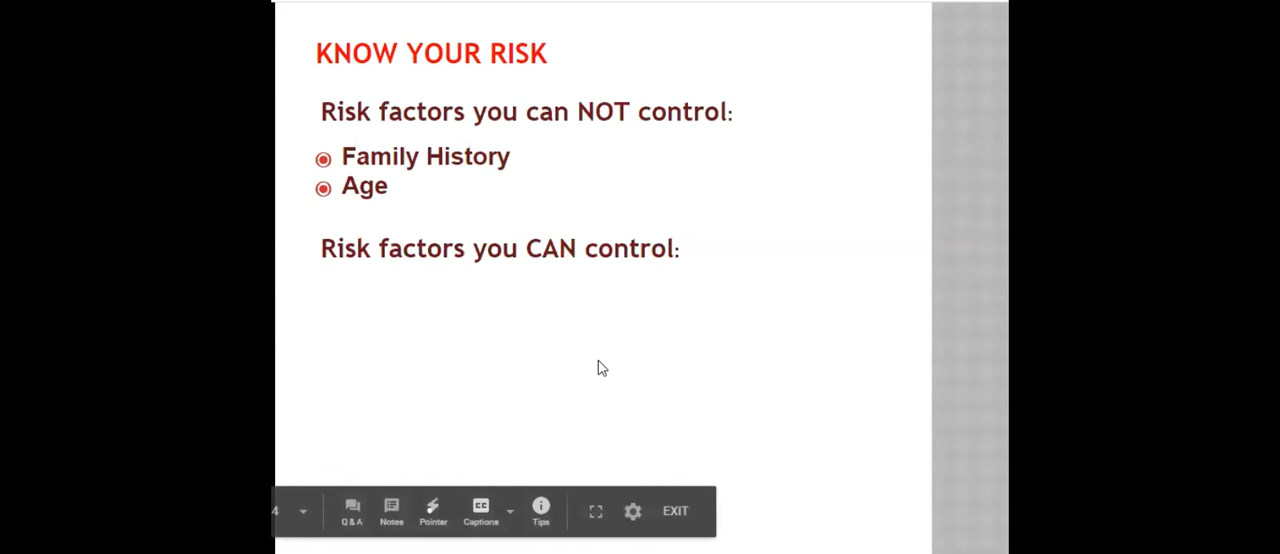 KNOW YOUR RISK
Risk factors you can NOT control:
Family History
Age
Risk factors you CAN control:
4
Q & A Notes Pointer Captions Tips EXIT